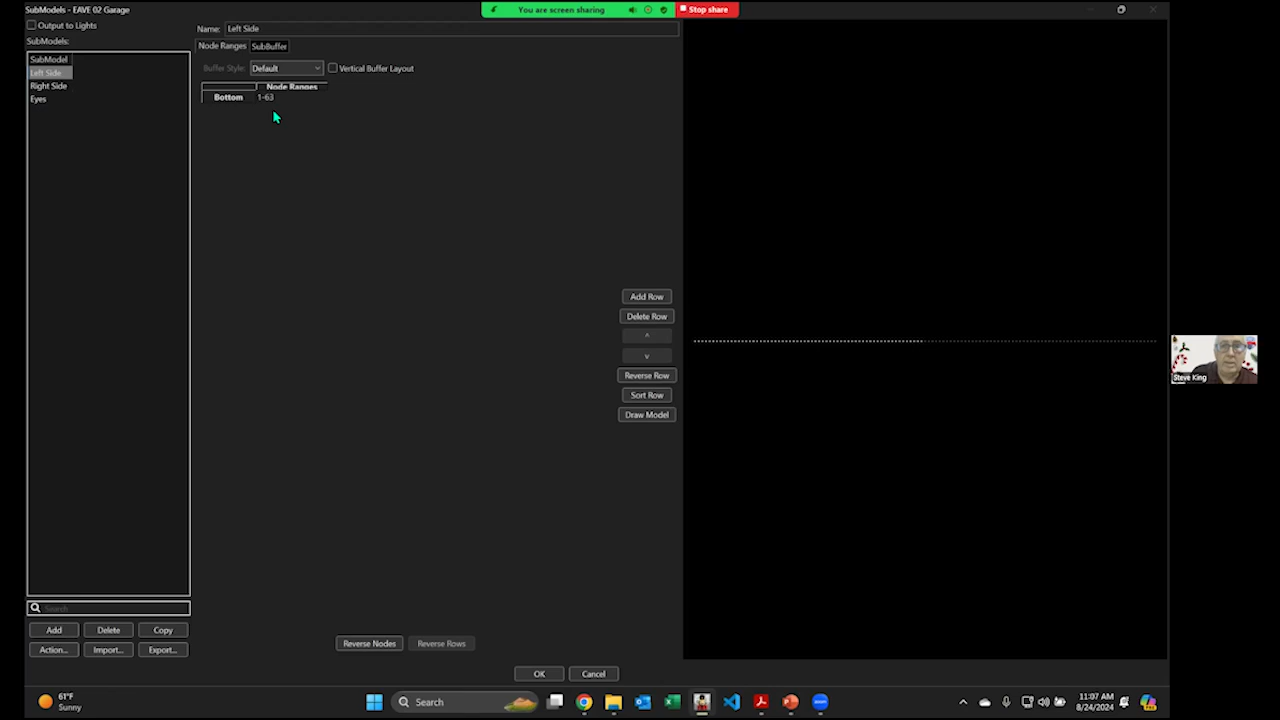 SubModels - EAVE 02 Garage
You are screen sharing
Stop share
Output to Lights
SubModels:
SubModel
Left Side
Right Side
Eyes
Name: Left Side
Node Ranges SubBuffer
Buffer Style: Default Vertical Buffer Layout
Node Ranges
Bottom 1-63
Add Row
Delete Row
^
v
Reverse Row
Sort Row
Draw Model
Steve King
Search
Add Delete Copy
Action... Import... Export...
Reverse Nodes Reverse Rows
OK Cancel
61°F
Sunny
Search
11:07 AM
8/24/2024